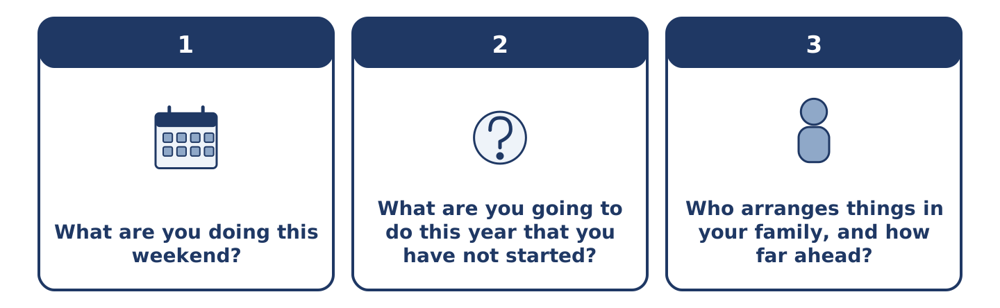 1
What are you doing this
weekend?
2
What are you going to
do this year that you
have not started?
3
Who arranges things in
your family, and how
far ahead?